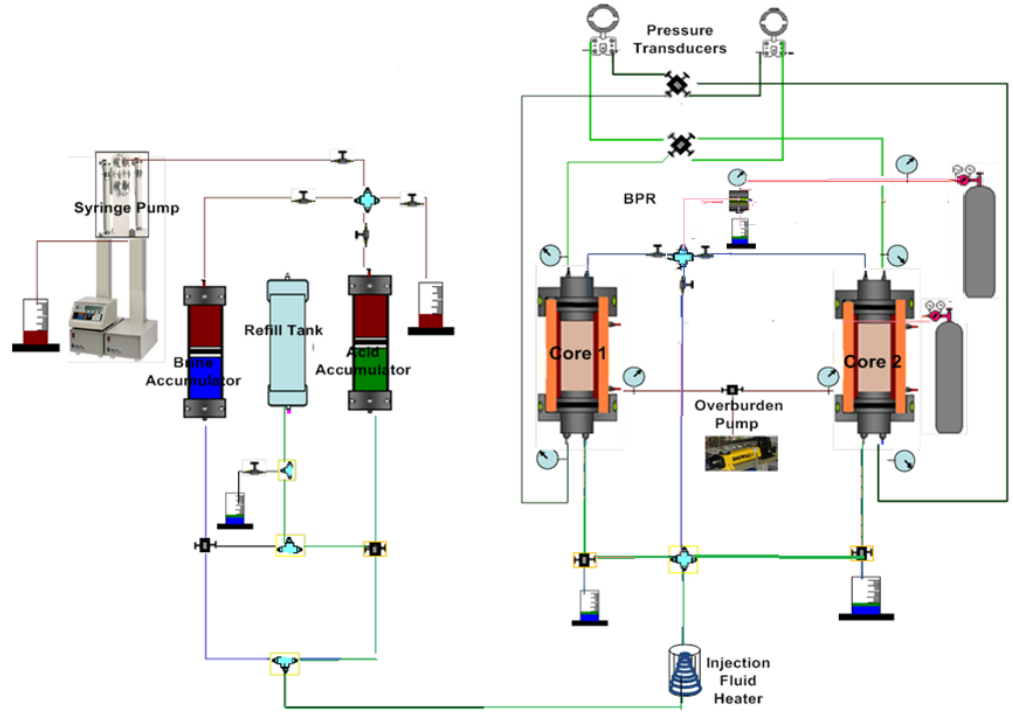 Pressure
Transducers
Syringe Pump
BPR
Refill Tank
Brine
Accumulator
Acid
Accumulator
Core 1
Core 2
Overburden
Pump
Injection
Fluid
Heater